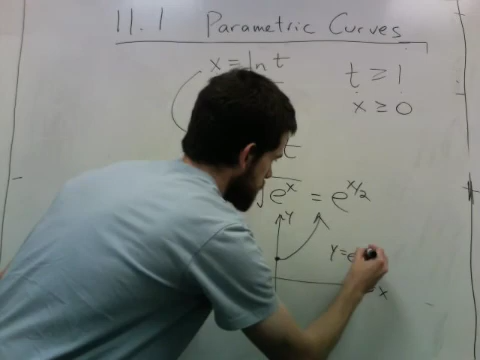 11.1 Parametric Curves
x = ln t
t ≥ 1
x ≥ 0
t
√e^x = e^x/2
Y
Y = e
x